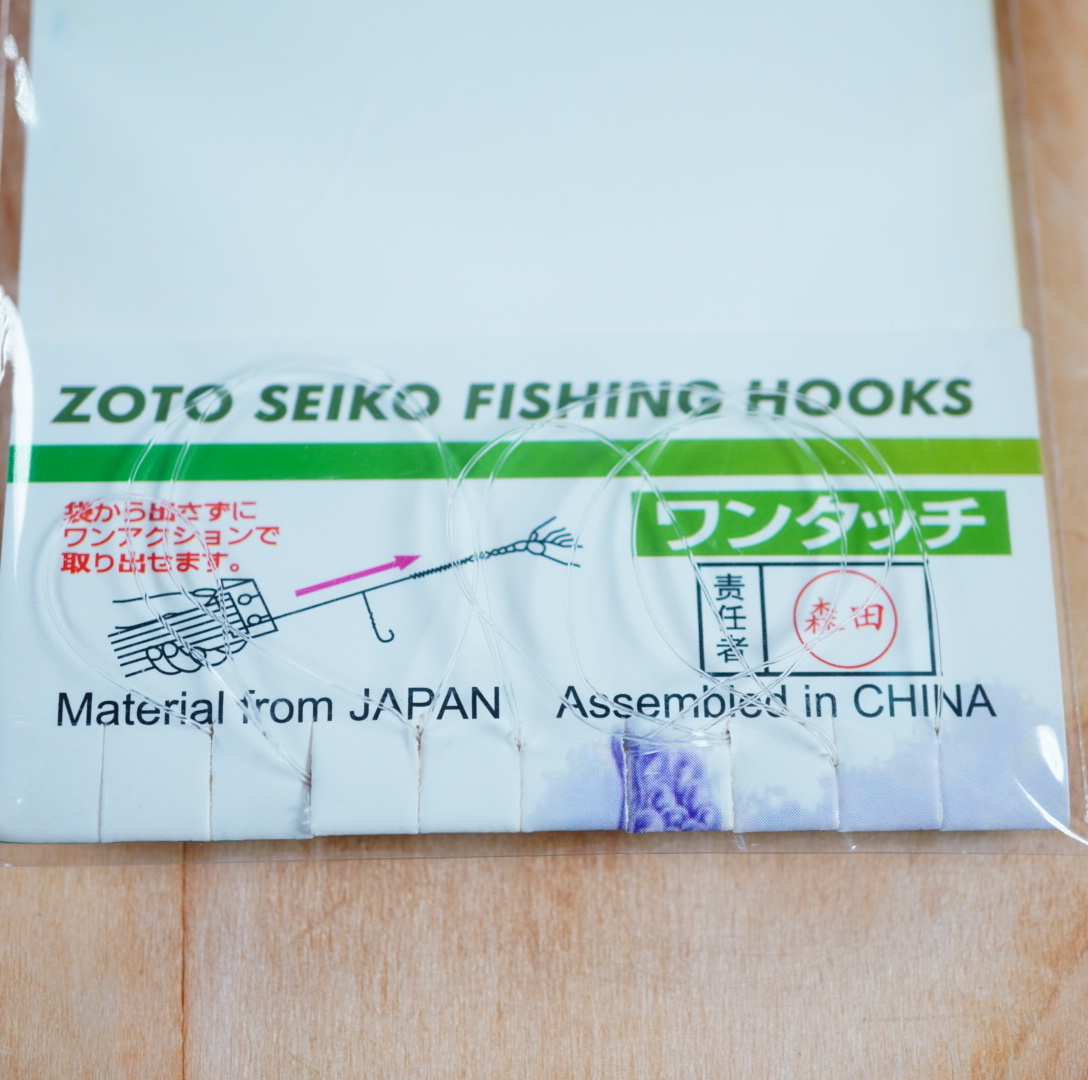 ZOTO SEIKO FISHING HOOKS
袋から出さずに
ワンアクションで
取り出せます。
ワンタッチ
責任者
森田
Material from JAPAN
Assembled in CHINA